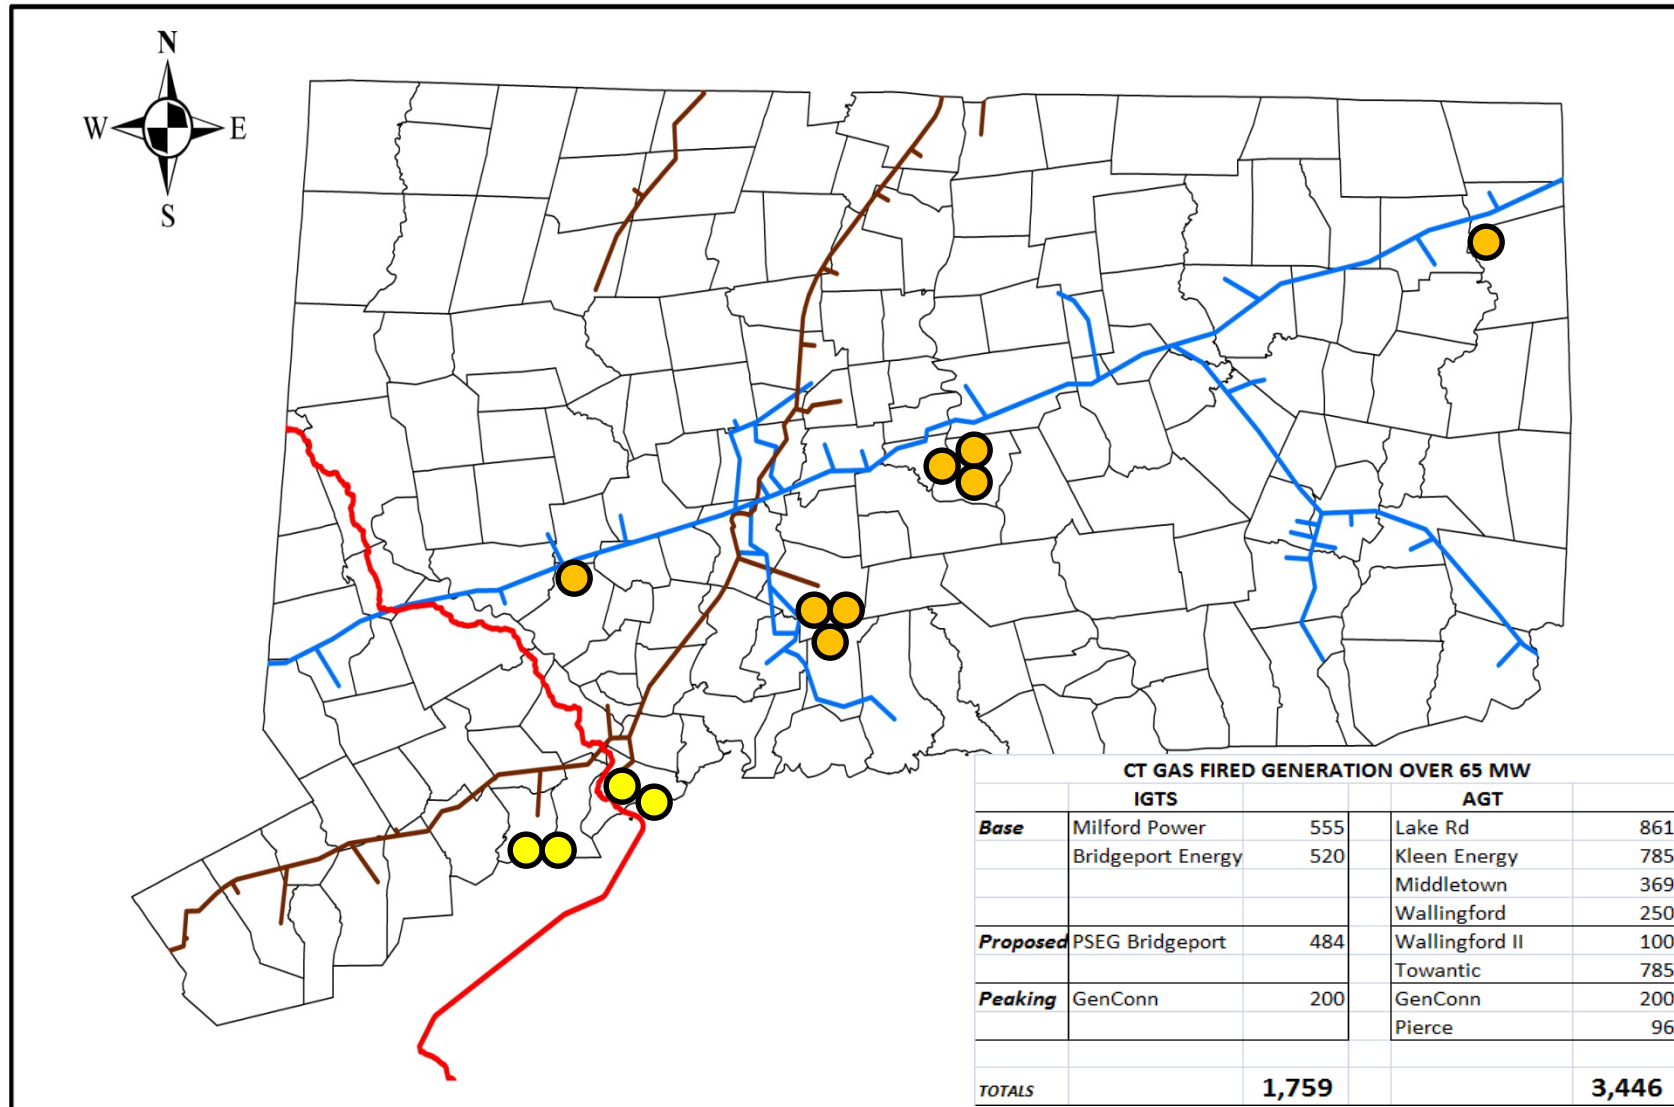 N
W E
S
CT GAS FIRED GENERATION OVER 65 MW
IGTS AGT
Base Milford Power 555 Lake Rd 861
Bridgeport Energy 520 Kleen Energy 785
Middletown 369
Wallingford 250
Proposed PSEG Bridgeport 484 Wallingford II 100
Towantic 785
Peaking GenConn 200 GenConn 200
Pierce 96
TOTALS 1,759 3,446